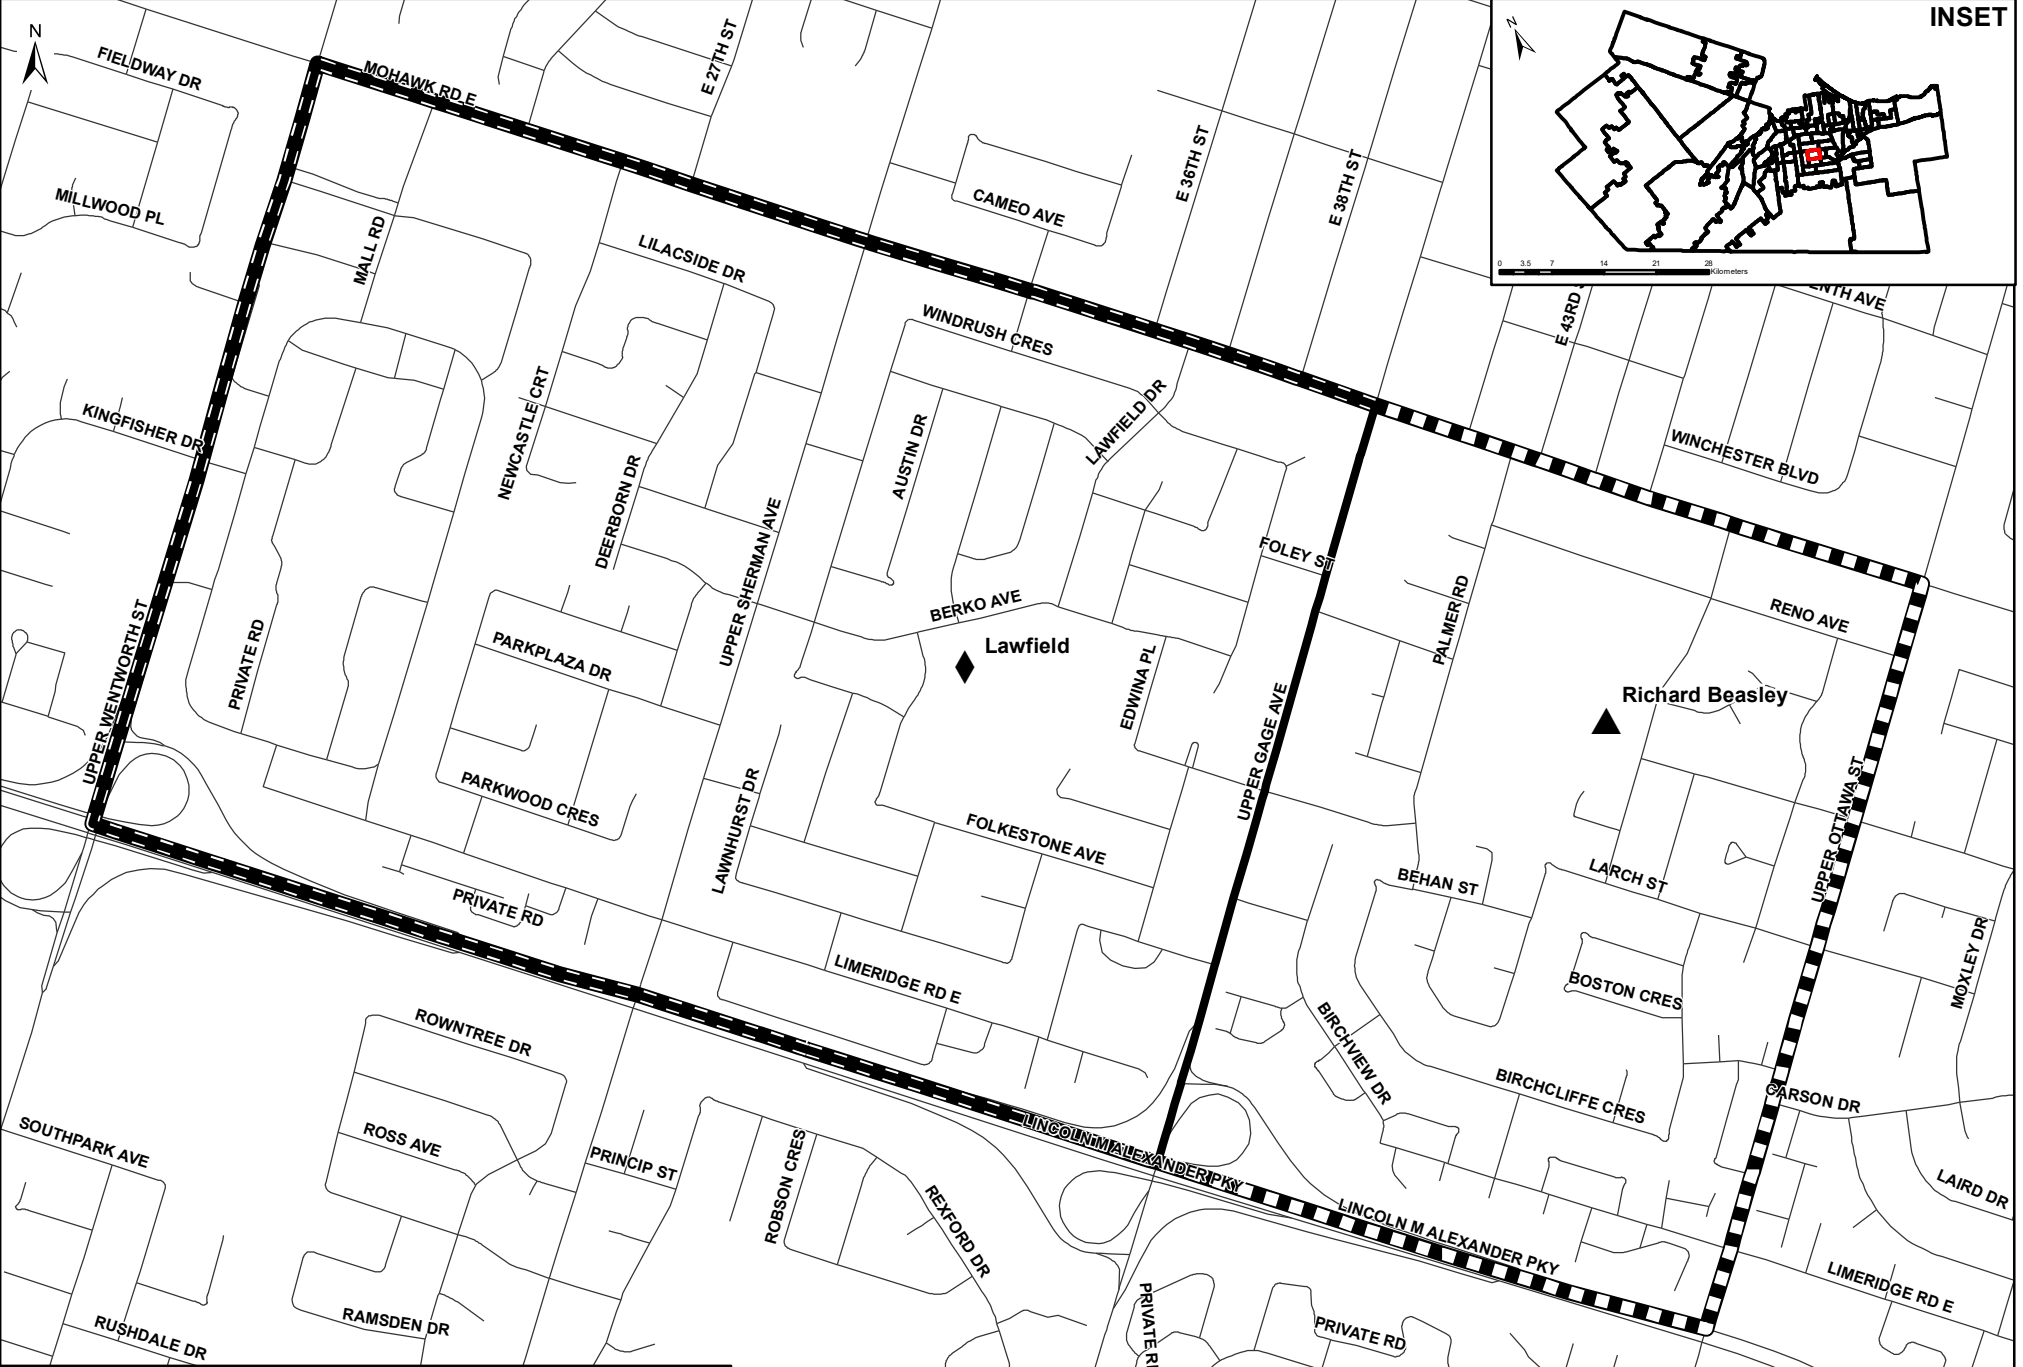 INSET
N
N
0 3.5 7 14 21 28
Kilometers
FIELDWAY DR
MOHAWK RD E
E 27TH ST
E 36TH ST
E 38TH ST
E 43RD
ENTH AVE
MILLWOOD PL
CAMEO AVE
MALL RD
LILACSIDE DR
WINDRUSH CRES
KINGFISHER DR
NEWCASTLE CRT
LAWFIELD DR
AUSTIN DR
DEERBORN DR
WINCHESTER BLVD
UPPER SHERMAN AVE
FOLEY ST
BERKO AVE
PALMER RD
RENO AVE
UPPER WENTWORTH ST
PRIVATE RD
PARKPLAZA DR
Lawfield
EDWINA PL
Richard Beasley
UPPER GAGE AVE
UPPER OTTAWA ST
PARKWOOD CRES
LAWNHURST DR
FOLKESTONE AVE
BEHAN ST
LARCH ST
PRIVATE RD
LIMERIDGE RD E
BOSTON CRES
MOXLEY DR
ROWNTREE DR
BIRCHVIEW DR
BIRCHCLIFFE CRES
CARSON DR
SOUTHPARK AVE
ROSS AVE
PRINCIP ST
ROBSON CRES
LINCOLN M ALEXANDER PKY
LINCOLN M ALEXANDER PKY
REXFORD DR
LAIRD DR
LIMERIDGE RD E
RUSHDALE DR
RAMSDEN DR
PRIVATE RD
PRIVATE RD